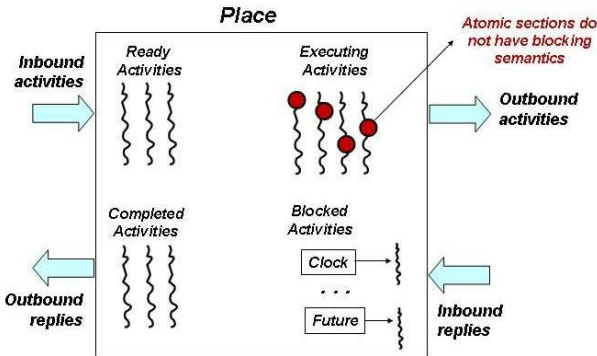 Place
Atomic sections do
not have blocking
semantics
Inbound
activities
Ready
Activities
Executing
Activities
Outbound
activities
Completed
Activities
Blocked
Activities
Clock
. . .
Future
Outbound
replies
Inbound
replies